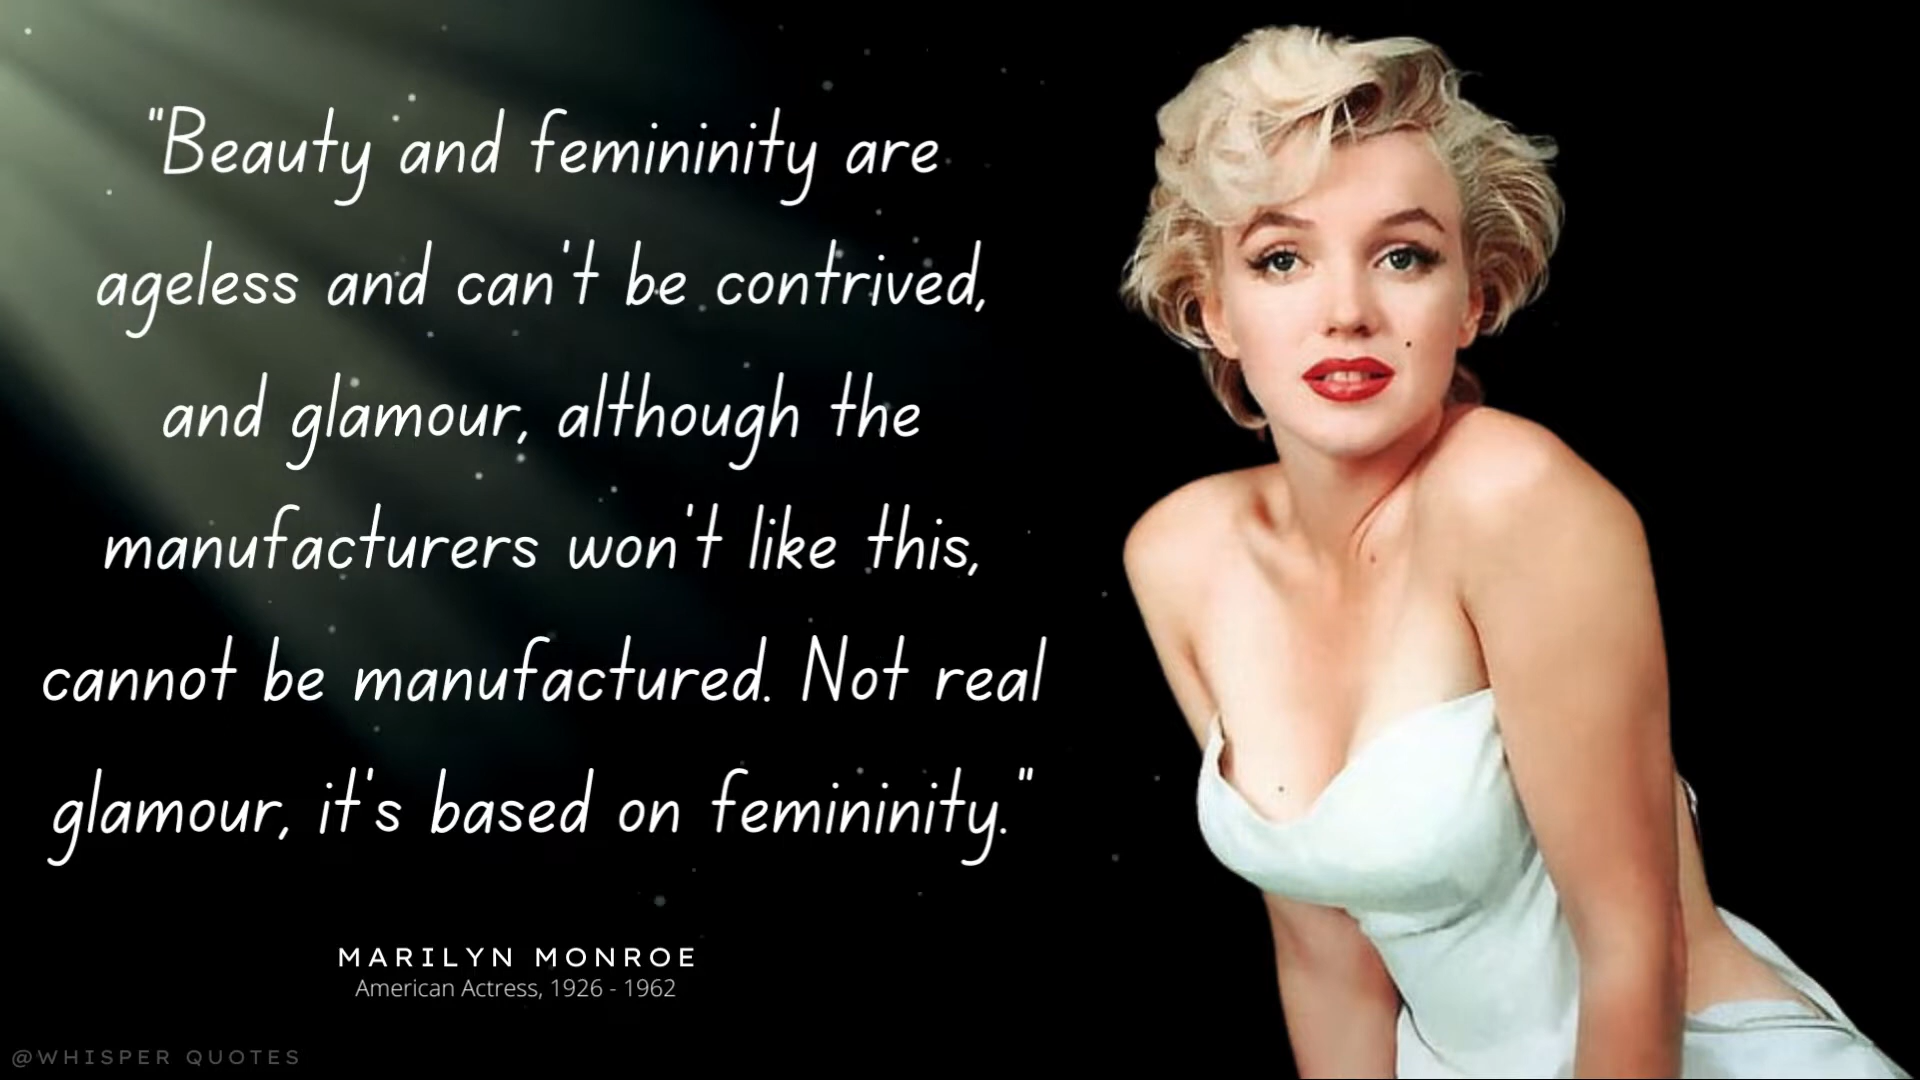 "Beauty and femininity are
ageless and can't be contrived,
and glamour, although the
manufacturers won't like this,
cannot be manufactured. Not real
glamour, it's based on femininity."
MARILYN MONROE
American Actress, 1926 - 1962
@WHISPER QUOTES